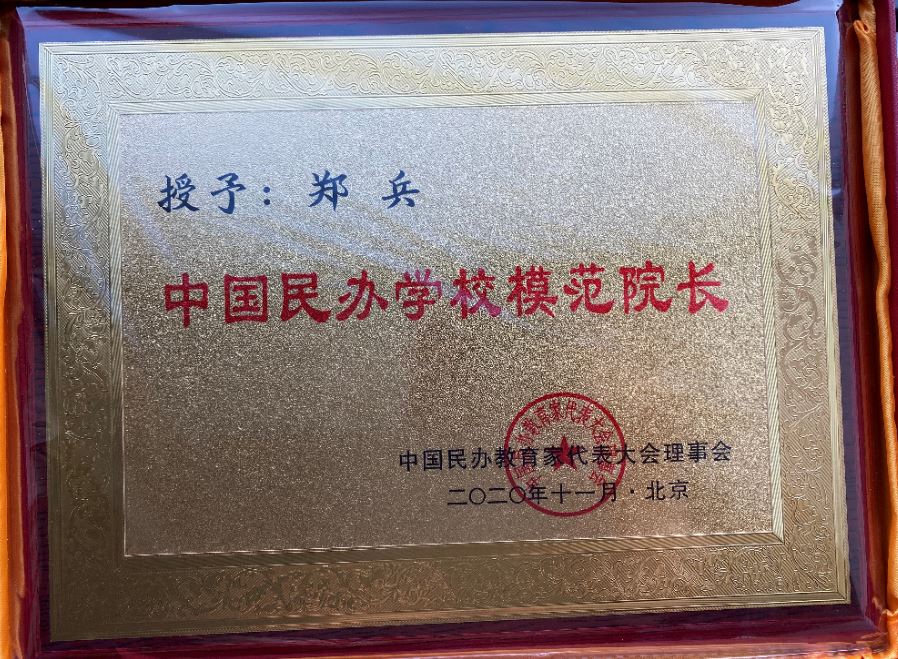 授予：郑 兵
中国民办学校模范院长
中国民办教育家代表大会理事会
二〇二〇年十一月·北京